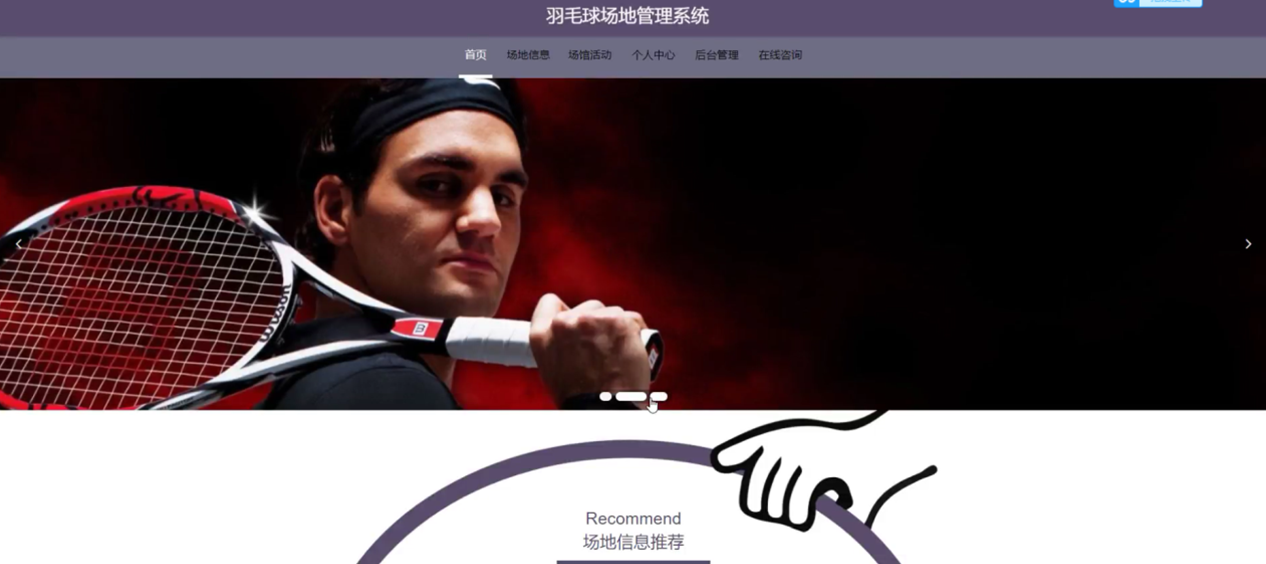 羽毛球场地管理系统
首页 场地信息 场馆活动 个人中心 后台管理 在线咨询
Wilson
Recommend
场地信息推荐